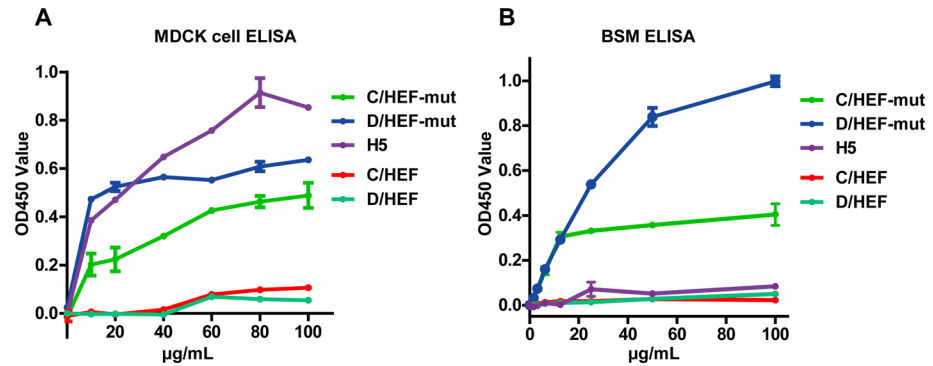 A
MDCK cell ELISA
OD450 Value
1.0
0.8
0.6
0.4
0.2
0.0
20 40 60 80 100
µg/mL
C/HEF-mut
D/HEF-mut
H5
C/HEF
D/HEF
B
BSM ELISA
OD450 Value
1.0
0.8
0.6
0.4
0.2
0.0
0 20 40 60 80 100
µg/mL
C/HEF-mut
D/HEF-mut
H5
C/HEF
D/HEF